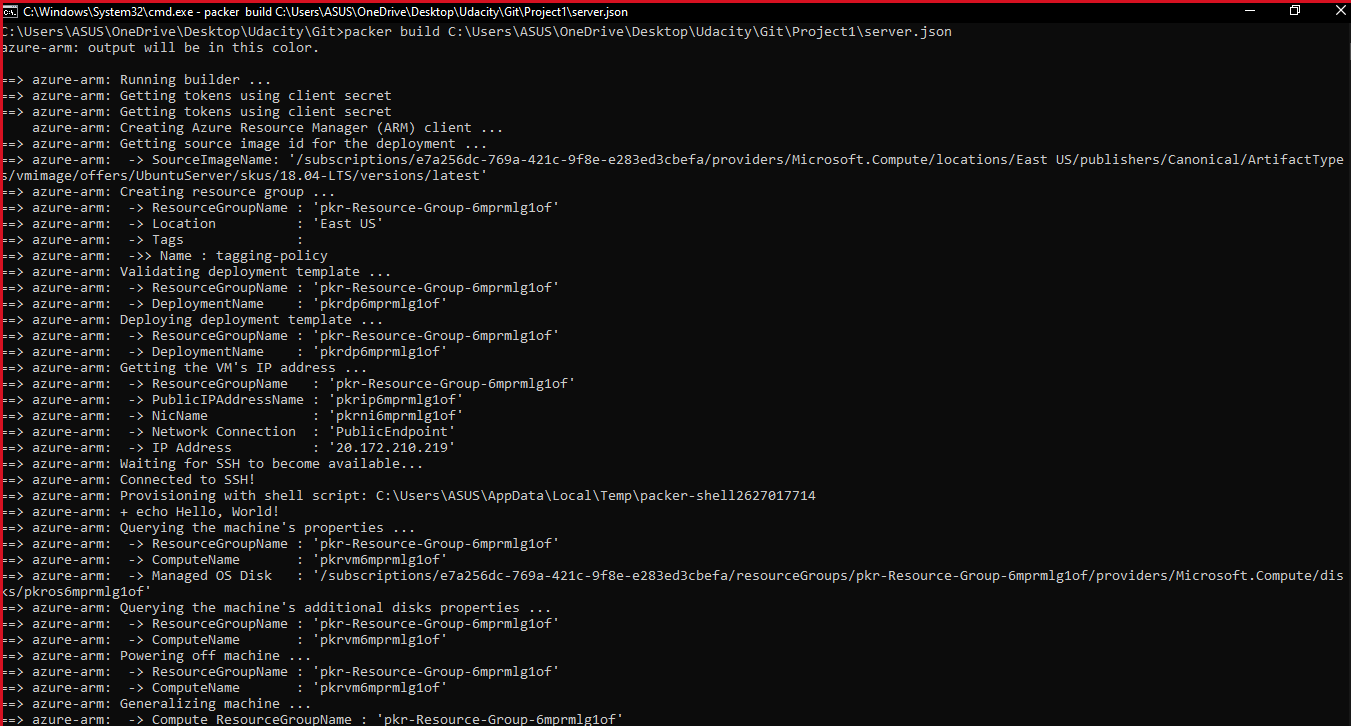 C:\Windows\System32\cmd.exe - packer build C:\Users\ASUS\OneDrive\Desktop\Udacity\Git\Project1\server.json
C:\Users\ASUS\OneDrive\Desktop\Udacity\Git>packer build C:\Users\ASUS\OneDrive\Desktop\Udacity\Git\Project1\server.json
azure-arm: output will be in this color.
==> azure-arm: Running builder ...
==> azure-arm: Getting tokens using client secret
==> azure-arm: Getting tokens using client secret
    azure-arm: Creating Azure Resource Manager (ARM) client ...
==> azure-arm: Getting source image id for the deployment ...
==> azure-arm:  -> SourceImageName: '/subscriptions/e7a256dc-769a-421c-9f8e-e283ed3cbefa/providers/Microsoft.Compute/locations/East US/publishers/Canonical/ArtifactType
s/vmimage/offers/UbuntuServer/skus/18.04-LTS/versions/latest'
==> azure-arm: Creating resource group ...
==> azure-arm:  -> ResourceGroupName : 'pkr-Resource-Group-6mprmlg1of'
==> azure-arm:  -> Location          : 'East US'
==> azure-arm:  -> Tags              :
==> azure-arm:  ->> Name : tagging-policy
==> azure-arm: Validating deployment template ...
==> azure-arm:  -> ResourceGroupName : 'pkr-Resource-Group-6mprmlg1of'
==> azure-arm:  -> DeploymentName    : 'pkrdp6mprmlg1of'
==> azure-arm: Deploying deployment template ...
==> azure-arm:  -> ResourceGroupName : 'pkr-Resource-Group-6mprmlg1of'
==> azure-arm:  -> DeploymentName    : 'pkrdp6mprmlg1of'
==> azure-arm: Getting the VM's IP address ...
==> azure-arm:  -> ResourceGroupName   : 'pkr-Resource-Group-6mprmlg1of'
==> azure-arm:  -> PublicIPAddressName : 'pkrip6mprmlg1of'
==> azure-arm:  -> NicName             : 'pkrni6mprmlg1of'
==> azure-arm:  -> Network Connection  : 'PublicEndpoint'
==> azure-arm:  -> IP Address          : '20.172.210.219'
==> azure-arm: Waiting for SSH to become available...
==> azure-arm: Connected to SSH!
==> azure-arm: Provisioning with shell script: C:\Users\ASUS\AppData\Local\Temp\packer-shell2627017714
==> azure-arm: + echo Hello, World!
==> azure-arm: Querying the machine's properties ...
==> azure-arm:  -> ResourceGroupName : 'pkr-Resource-Group-6mprmlg1of'
==> azure-arm:  -> ComputeName       : 'pkrvm6mprmlg1of'
==> azure-arm:  -> Managed OS Disk   : '/subscriptions/e7a256dc-769a-421c-9f8e-e283ed3cbefa/resourceGroups/pkr-Resource-Group-6mprmlg1of/providers/Microsoft.Compute/dis
ks/pkros6mprmlg1of'
==> azure-arm: Querying the machine's additional disks properties ...
==> azure-arm:  -> ResourceGroupName : 'pkr-Resource-Group-6mprmlg1of'
==> azure-arm:  -> ComputeName       : 'pkrvm6mprmlg1of'
==> azure-arm: Powering off machine ...
==> azure-arm:  -> ResourceGroupName : 'pkr-Resource-Group-6mprmlg1of'
==> azure-arm:  -> ComputeName       : 'pkrvm6mprmlg1of'
==> azure-arm: Generalizing machine ...
==> azure-arm:  -> Compute ResourceGroupName : 'pkr-Resource-Group-6mprmlg1of'